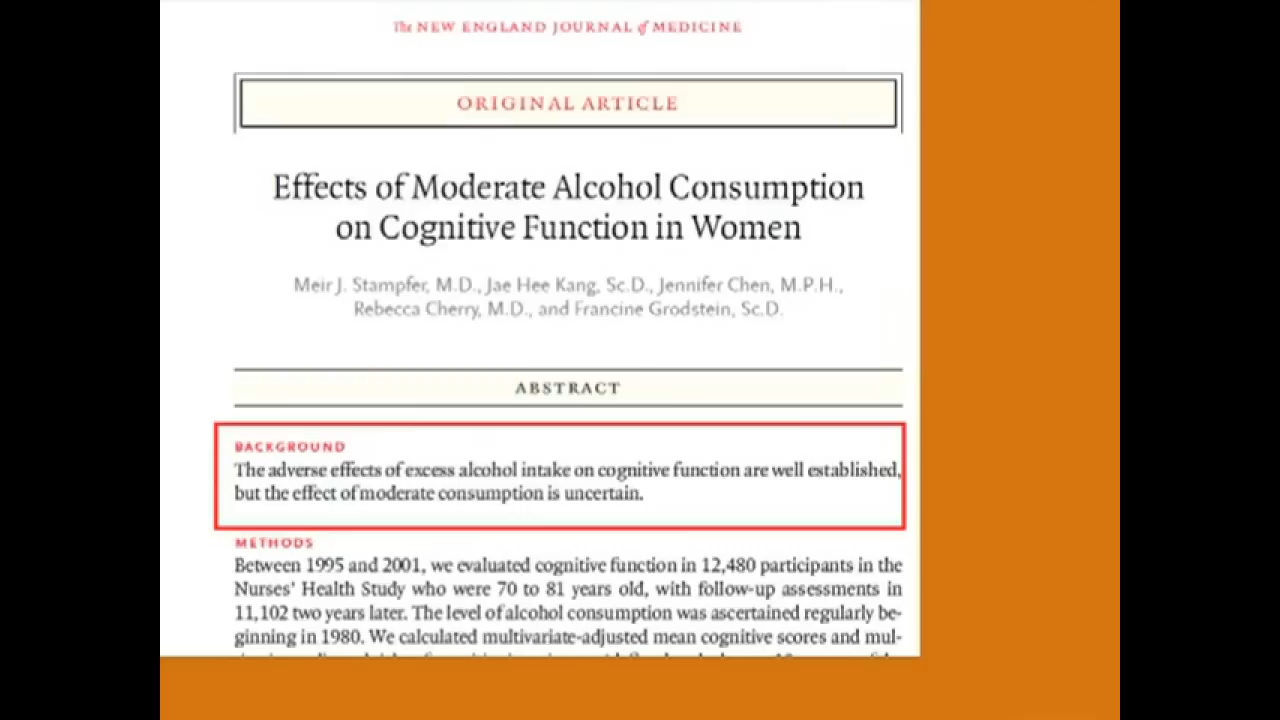 The NEW ENGLAND JOURNAL of MEDICINE
ORIGINAL ARTICLE
Effects of Moderate Alcohol Consumption
on Cognitive Function in Women
Meir J. Stampfer, M.D., Jae Hee Kang, Sc.D., Jennifer Chen, M.P.H.,
Rebecca Cherry, M.D., and Francine Grodstein, Sc.D.
ABSTRACT
BACKGROUND
The adverse effects of excess alcohol intake on cognitive function are well established,
but the effect of moderate consumption is uncertain.
METHODS
Between 1995 and 2001, we evaluated cognitive function in 12,480 participants in the
Nurses' Health Study who were 70 to 81 years old, with follow-up assessments in
11,102 two years later. The level of alcohol consumption was ascertained regularly be-
ginning in 1980. We calculated multivariate-adjusted mean cognitive scores and mul-